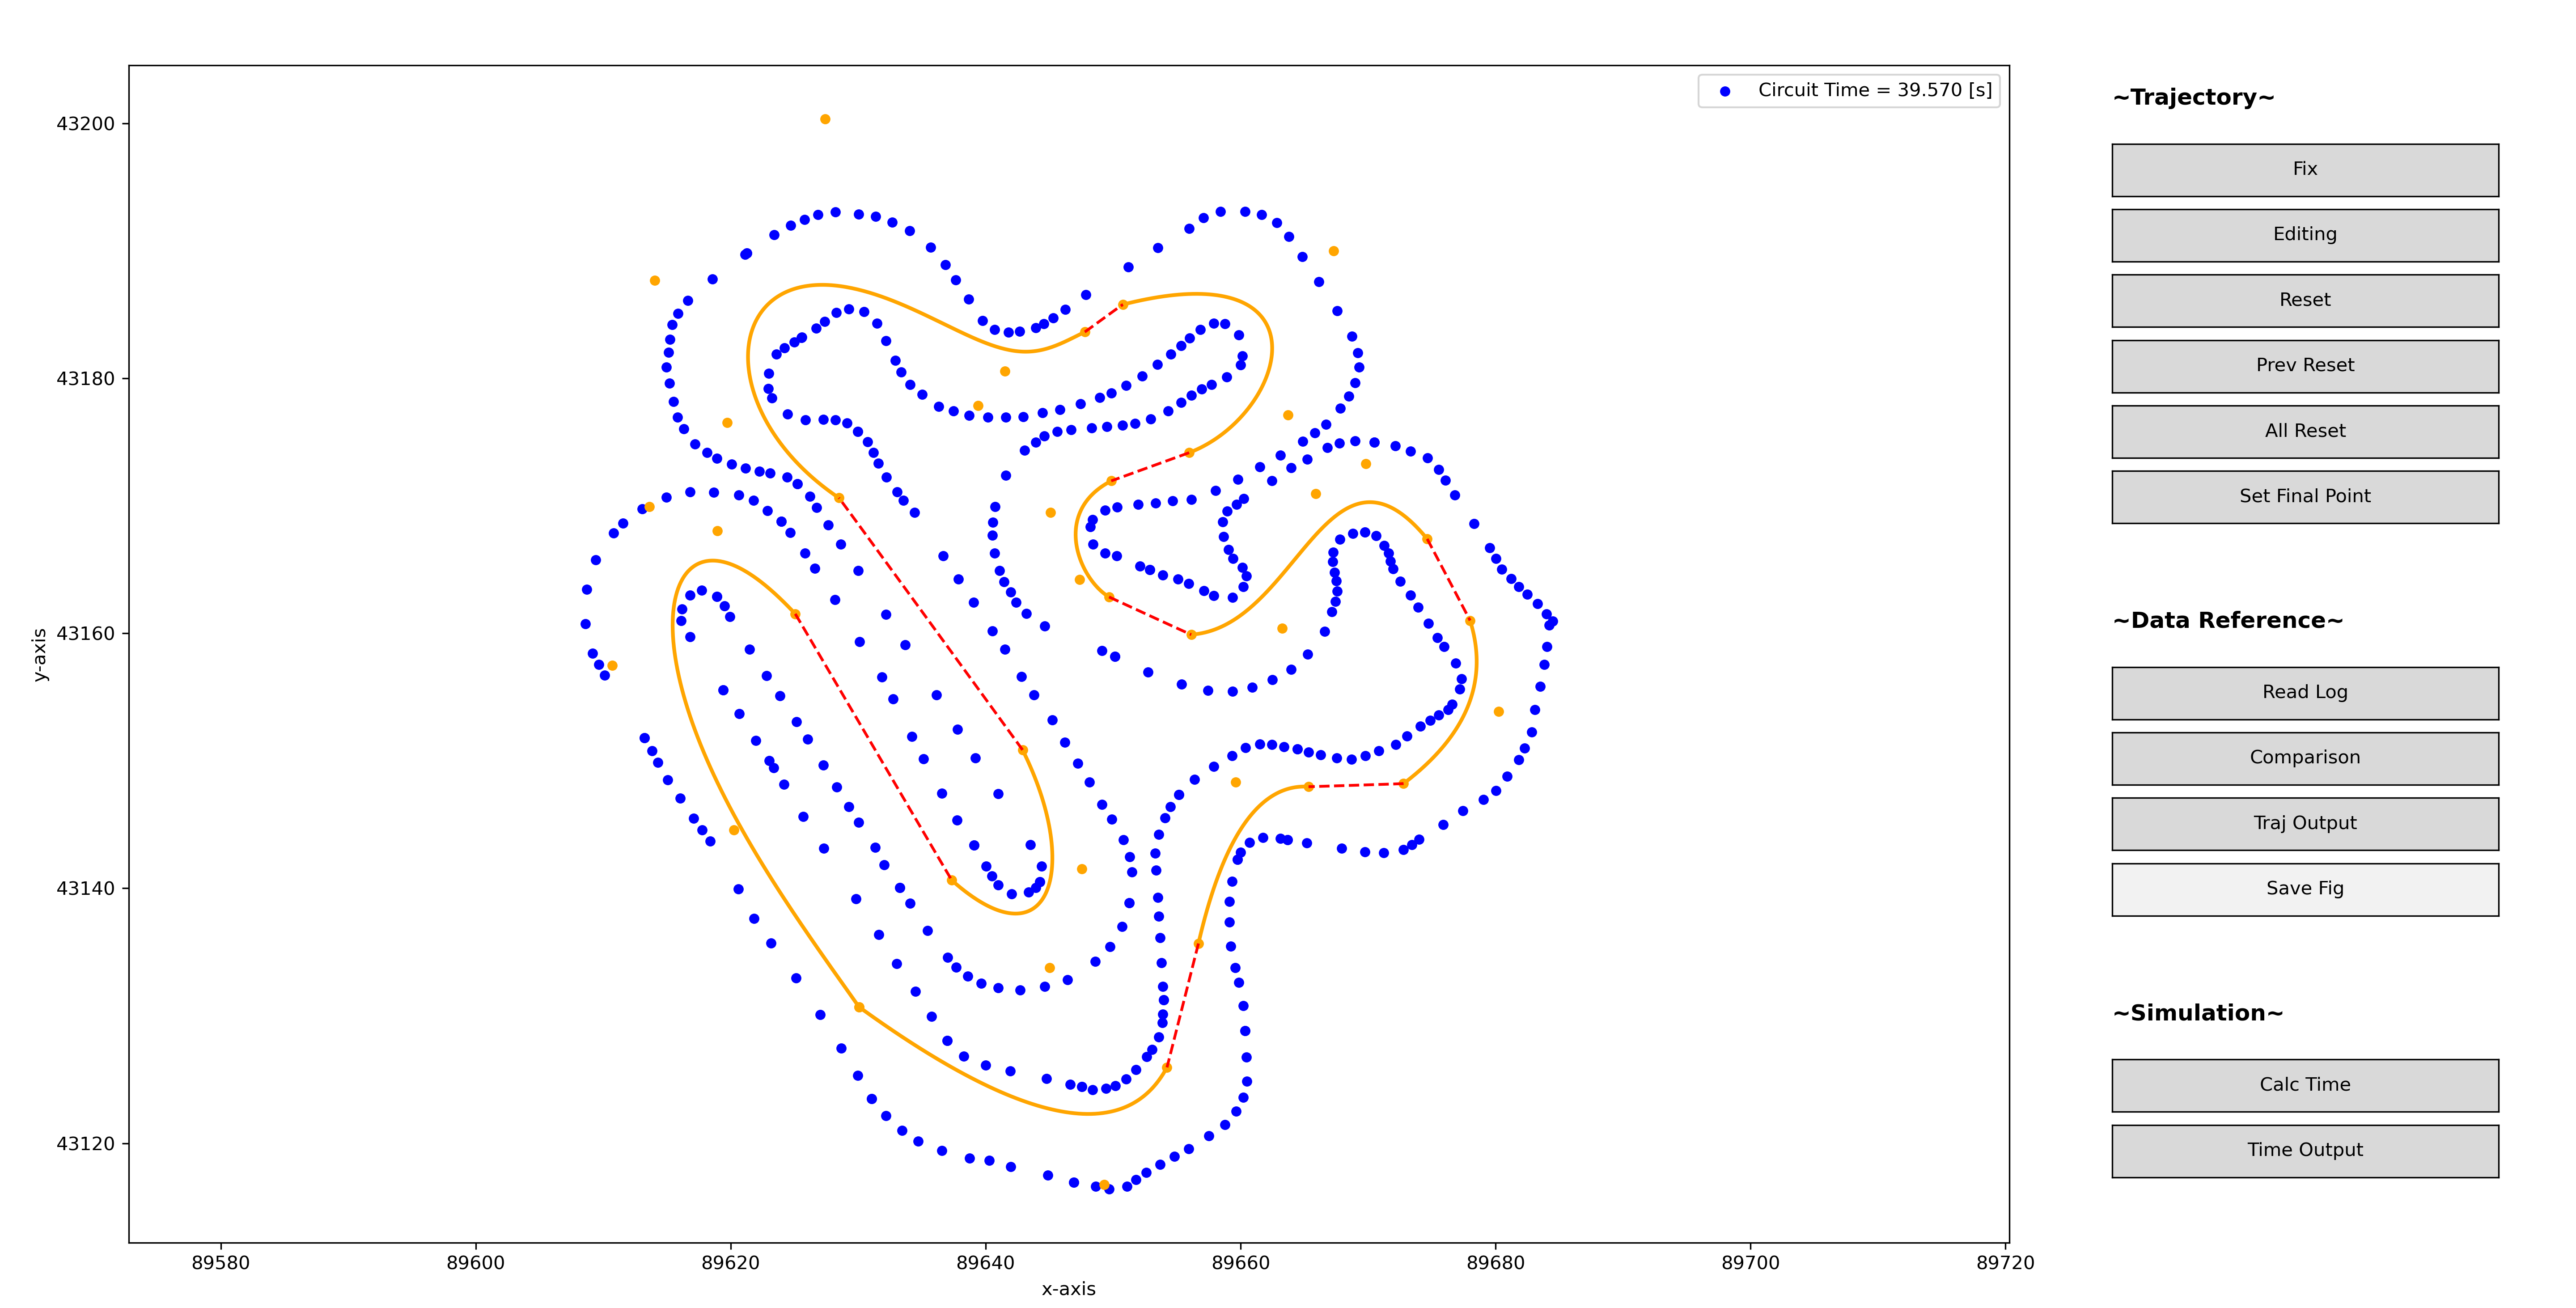 Circuit Time = 39.570 [s]
43200
43180
43160
43140
43120
y-axis
89580
89600
89620
89640
89660
89680
89700
89720
x-axis
~Trajectory~
Fix
Editing
Reset
Prev Reset
All Reset
Set Final Point
~Data Reference~
Read Log
Comparison
Traj Output
Save Fig
~Simulation~
Calc Time
Time Output